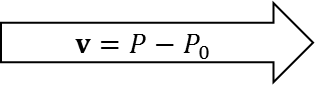 𝐯 = 𝑃 − 𝑃₀